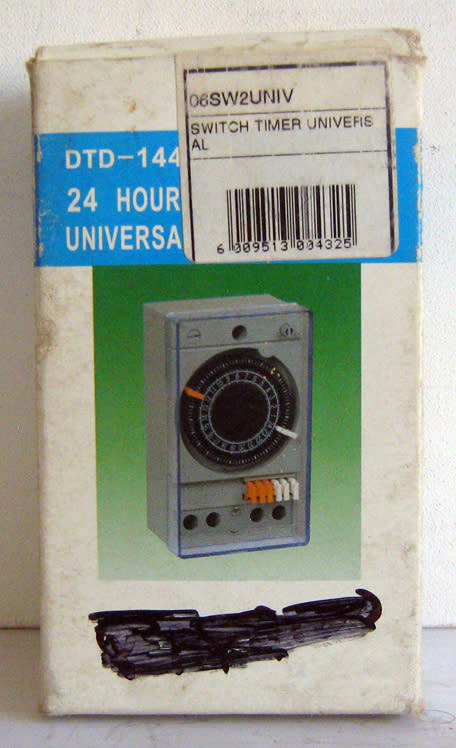 06SW2UNIV
SWITCH TIMER UNIVERS
AL
6 009513 004325
DTD-144
24 HOUR
UNIVERSA